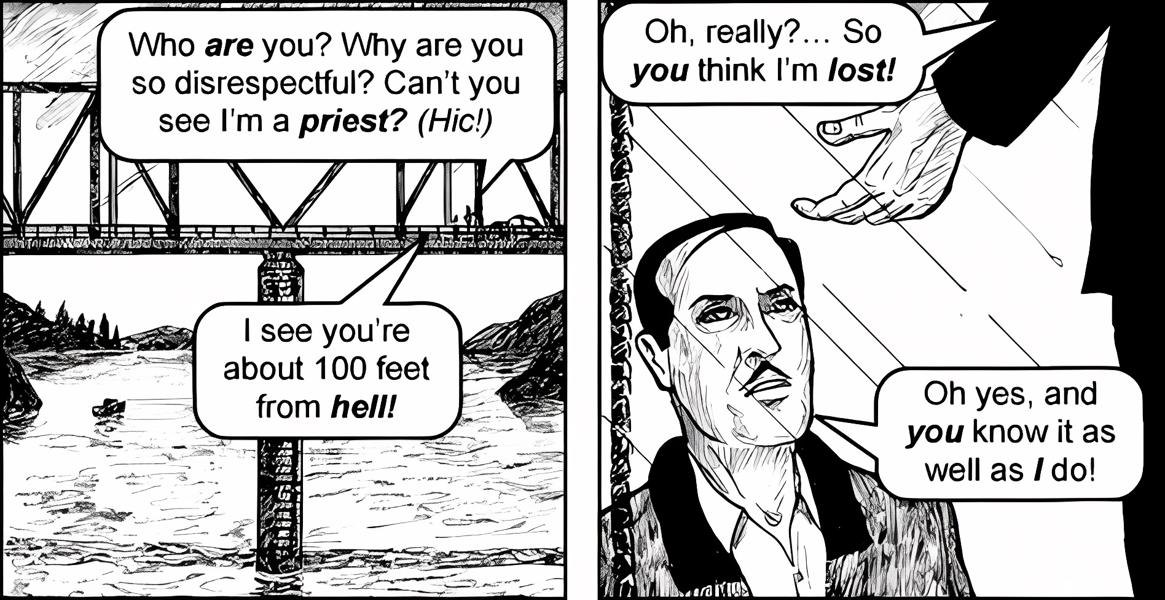 Who are you? Why are you
so disrespectful? Can't you
see I'm a priest? (Hic!)
I see you're
about 100 feet
from hell!
Oh, really?... So
you think I'm lost!
Oh yes, and
you know it as
well as I do!